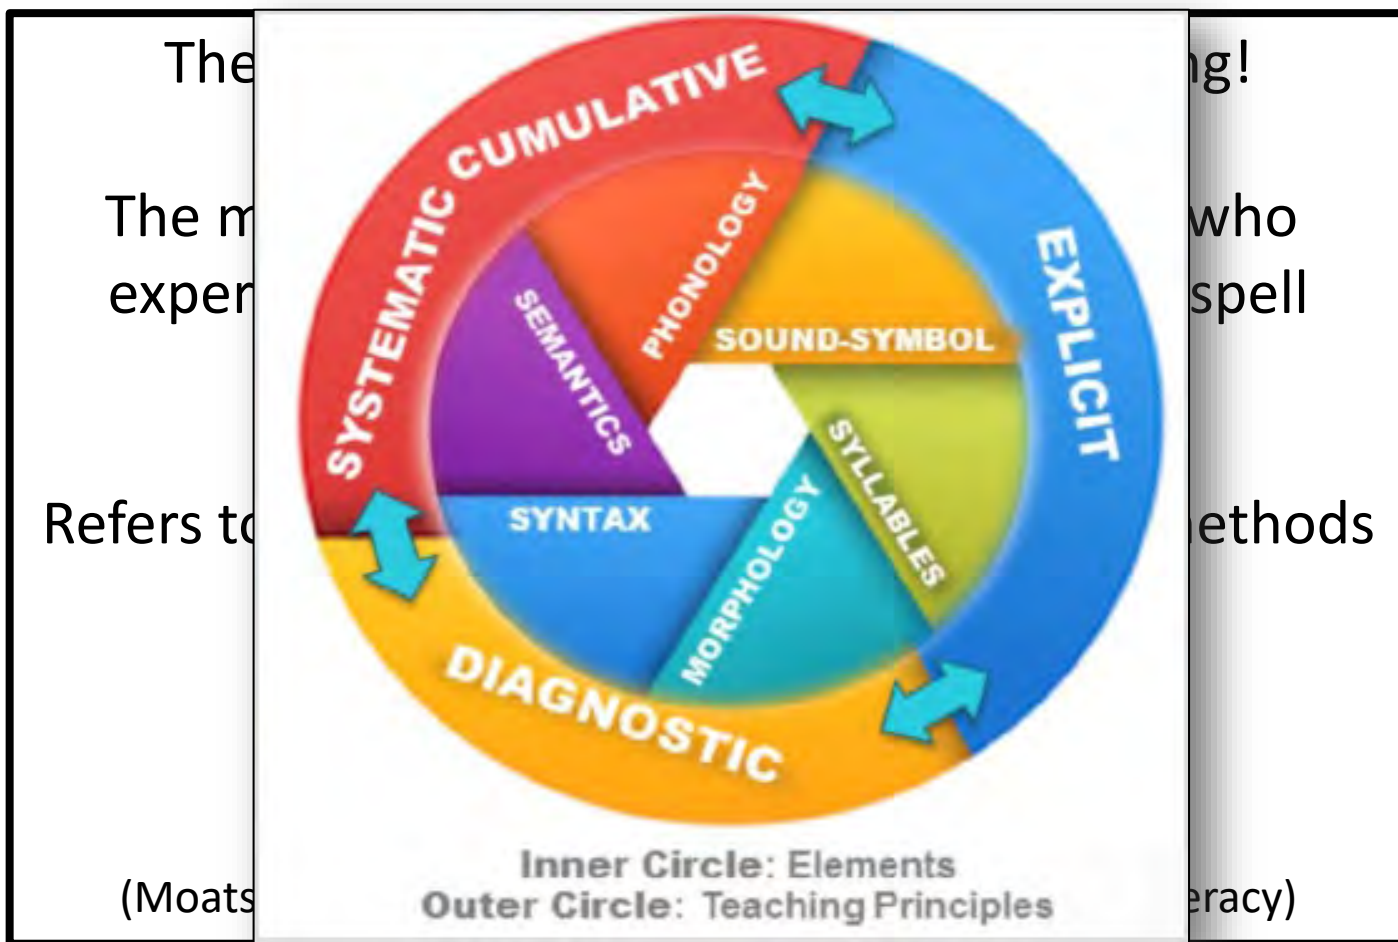 The
ng!
The m
who
exper
spell
Refers to
ethods
(Moats
eracy)
SYSTEMATIC CUMULATIVE
EXPLICIT
DIAGNOSTIC
PHONOLOGY
SOUND-SYMBOL
SYLLABLES
MORPHOLOGY
SYNTAX
SEMANTICS
Inner Circle: Elements
Outer Circle: Teaching Principles